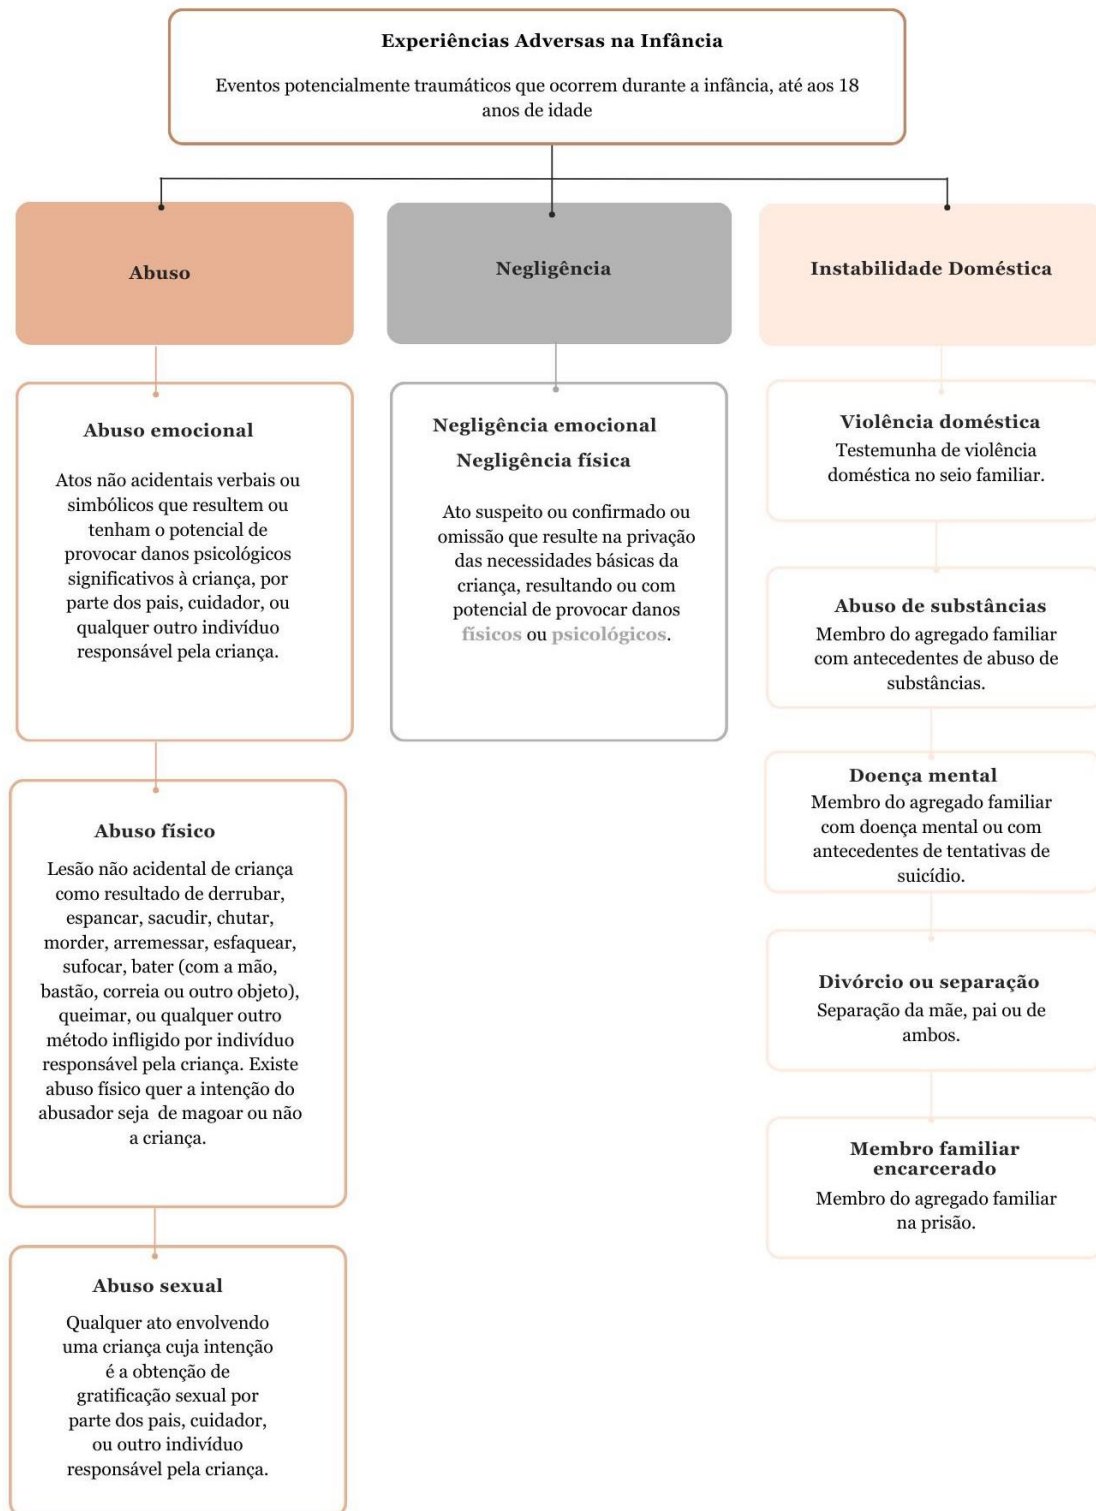 Experiências Adversas na Infância
Eventos potencialmente traumáticos que ocorrem durante a infância, até aos 18
anos de idade
Abuso
Negligência
Instabilidade Doméstica
Abuso emocional
Atos não acidentais verbais ou
simbólicos que resultem ou
tenham o potencial de
provocar danos psicológicos
significativos à criança, por
parte dos pais, cuidador, ou
qualquer outro indivíduo
responsável pela criança.
Abuso físico
Lesão não acidental de criança
como resultado de derrubar,
espancar, sacudir, chutar,
morder, arremessar, esfaquear,
sufocar, bater (com a mão,
bastão, correia ou outro objeto),
queimar, ou qualquer outro
método infligido por indivíduo
responsável pela criança. Existe
abuso físico quer a intenção do
abusador seja de magoar ou não
a criança.
Abuso sexual
Qualquer ato envolvendo
uma criança cuja intenção
é a obtenção de
gratificação sexual por
parte dos pais, cuidador,
ou outro indivíduo
responsável pela criança.
Negligência emocional
Negligência física
Ato suspeito ou confirmado ou
omissão que resulte na privação
das necessidades básicas da
criança, resultando ou com
potencial de provocar danos
físicos ou psicológicos.
Violência doméstica
Testemunha de violência
doméstica no seio familiar.
Abuso de substâncias
Membro do agregado familiar
com antecedentes de abuso de
substâncias.
Doença mental
Membro do agregado familiar
com doença mental ou com
antecedentes de tentativas de
suicídio.
Divórcio ou separação
Separação da mãe, pai ou de
ambos.
Membro familiar
encarcerado
Membro do agregado familiar
na prisão.